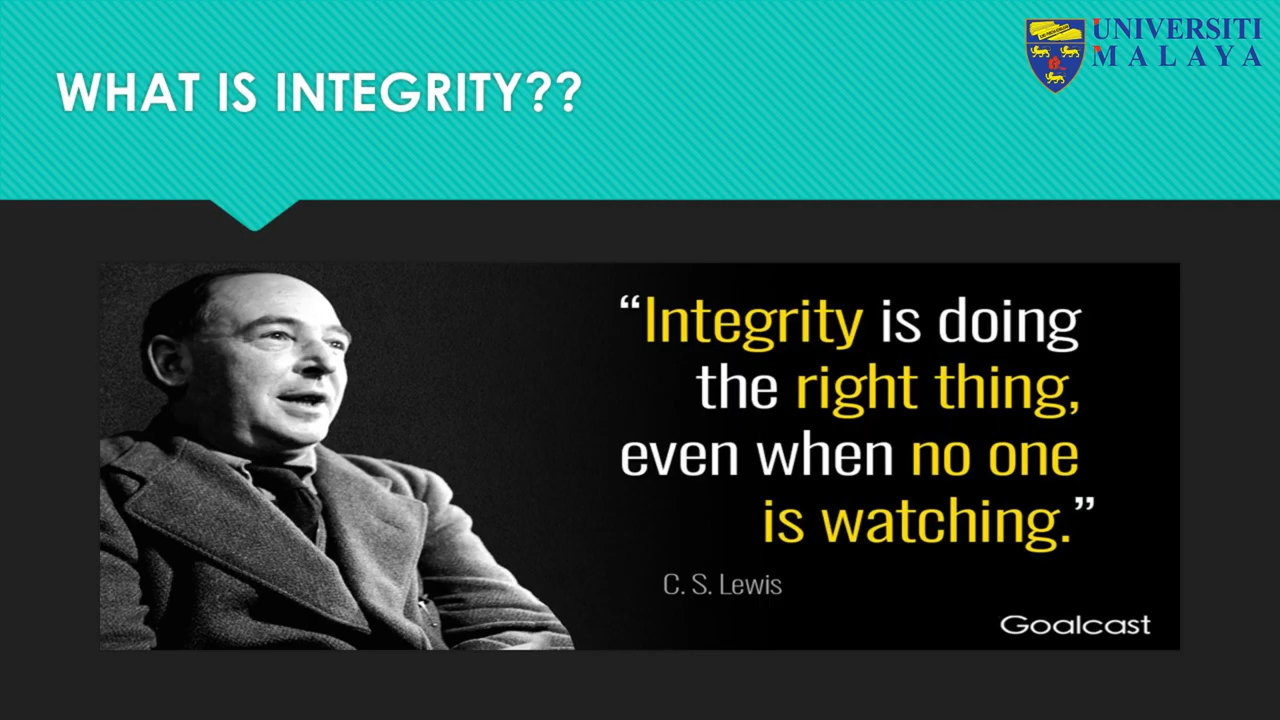 WHAT IS INTEGRITY??
UNIVERSITI
MALAYA
“Integrity is doing
the right thing,
even when no one
is watching.”
C. S. Lewis
Goalcast